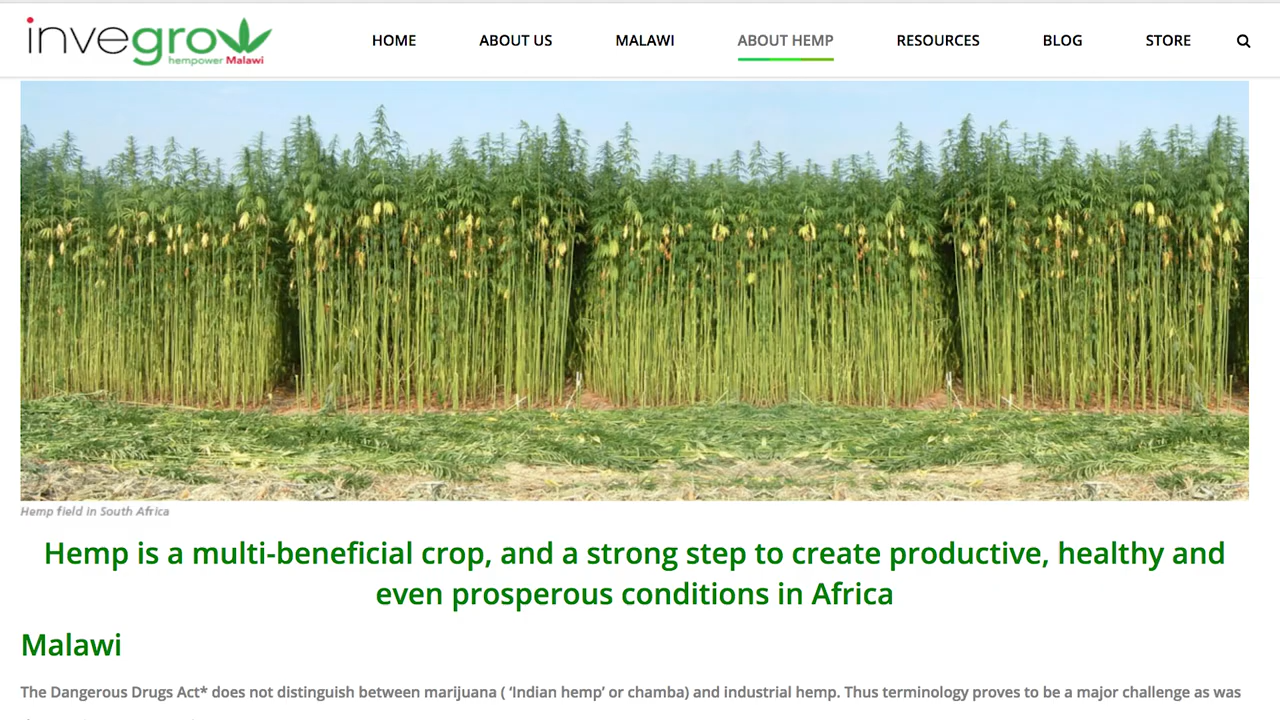 invegrow
hempower Malawi
HOME ABOUT US MALAWI ABOUT HEMP RESOURCES BLOG STORE
Hemp field in South Africa
Hemp is a multi-beneficial crop, and a strong step to create productive, healthy and
even prosperous conditions in Africa
Malawi
The Dangerous Drugs Act* does not distinguish between marijuana ( ‘Indian hemp’ or chamba) and industrial hemp. Thus terminology proves to be a major challenge as was